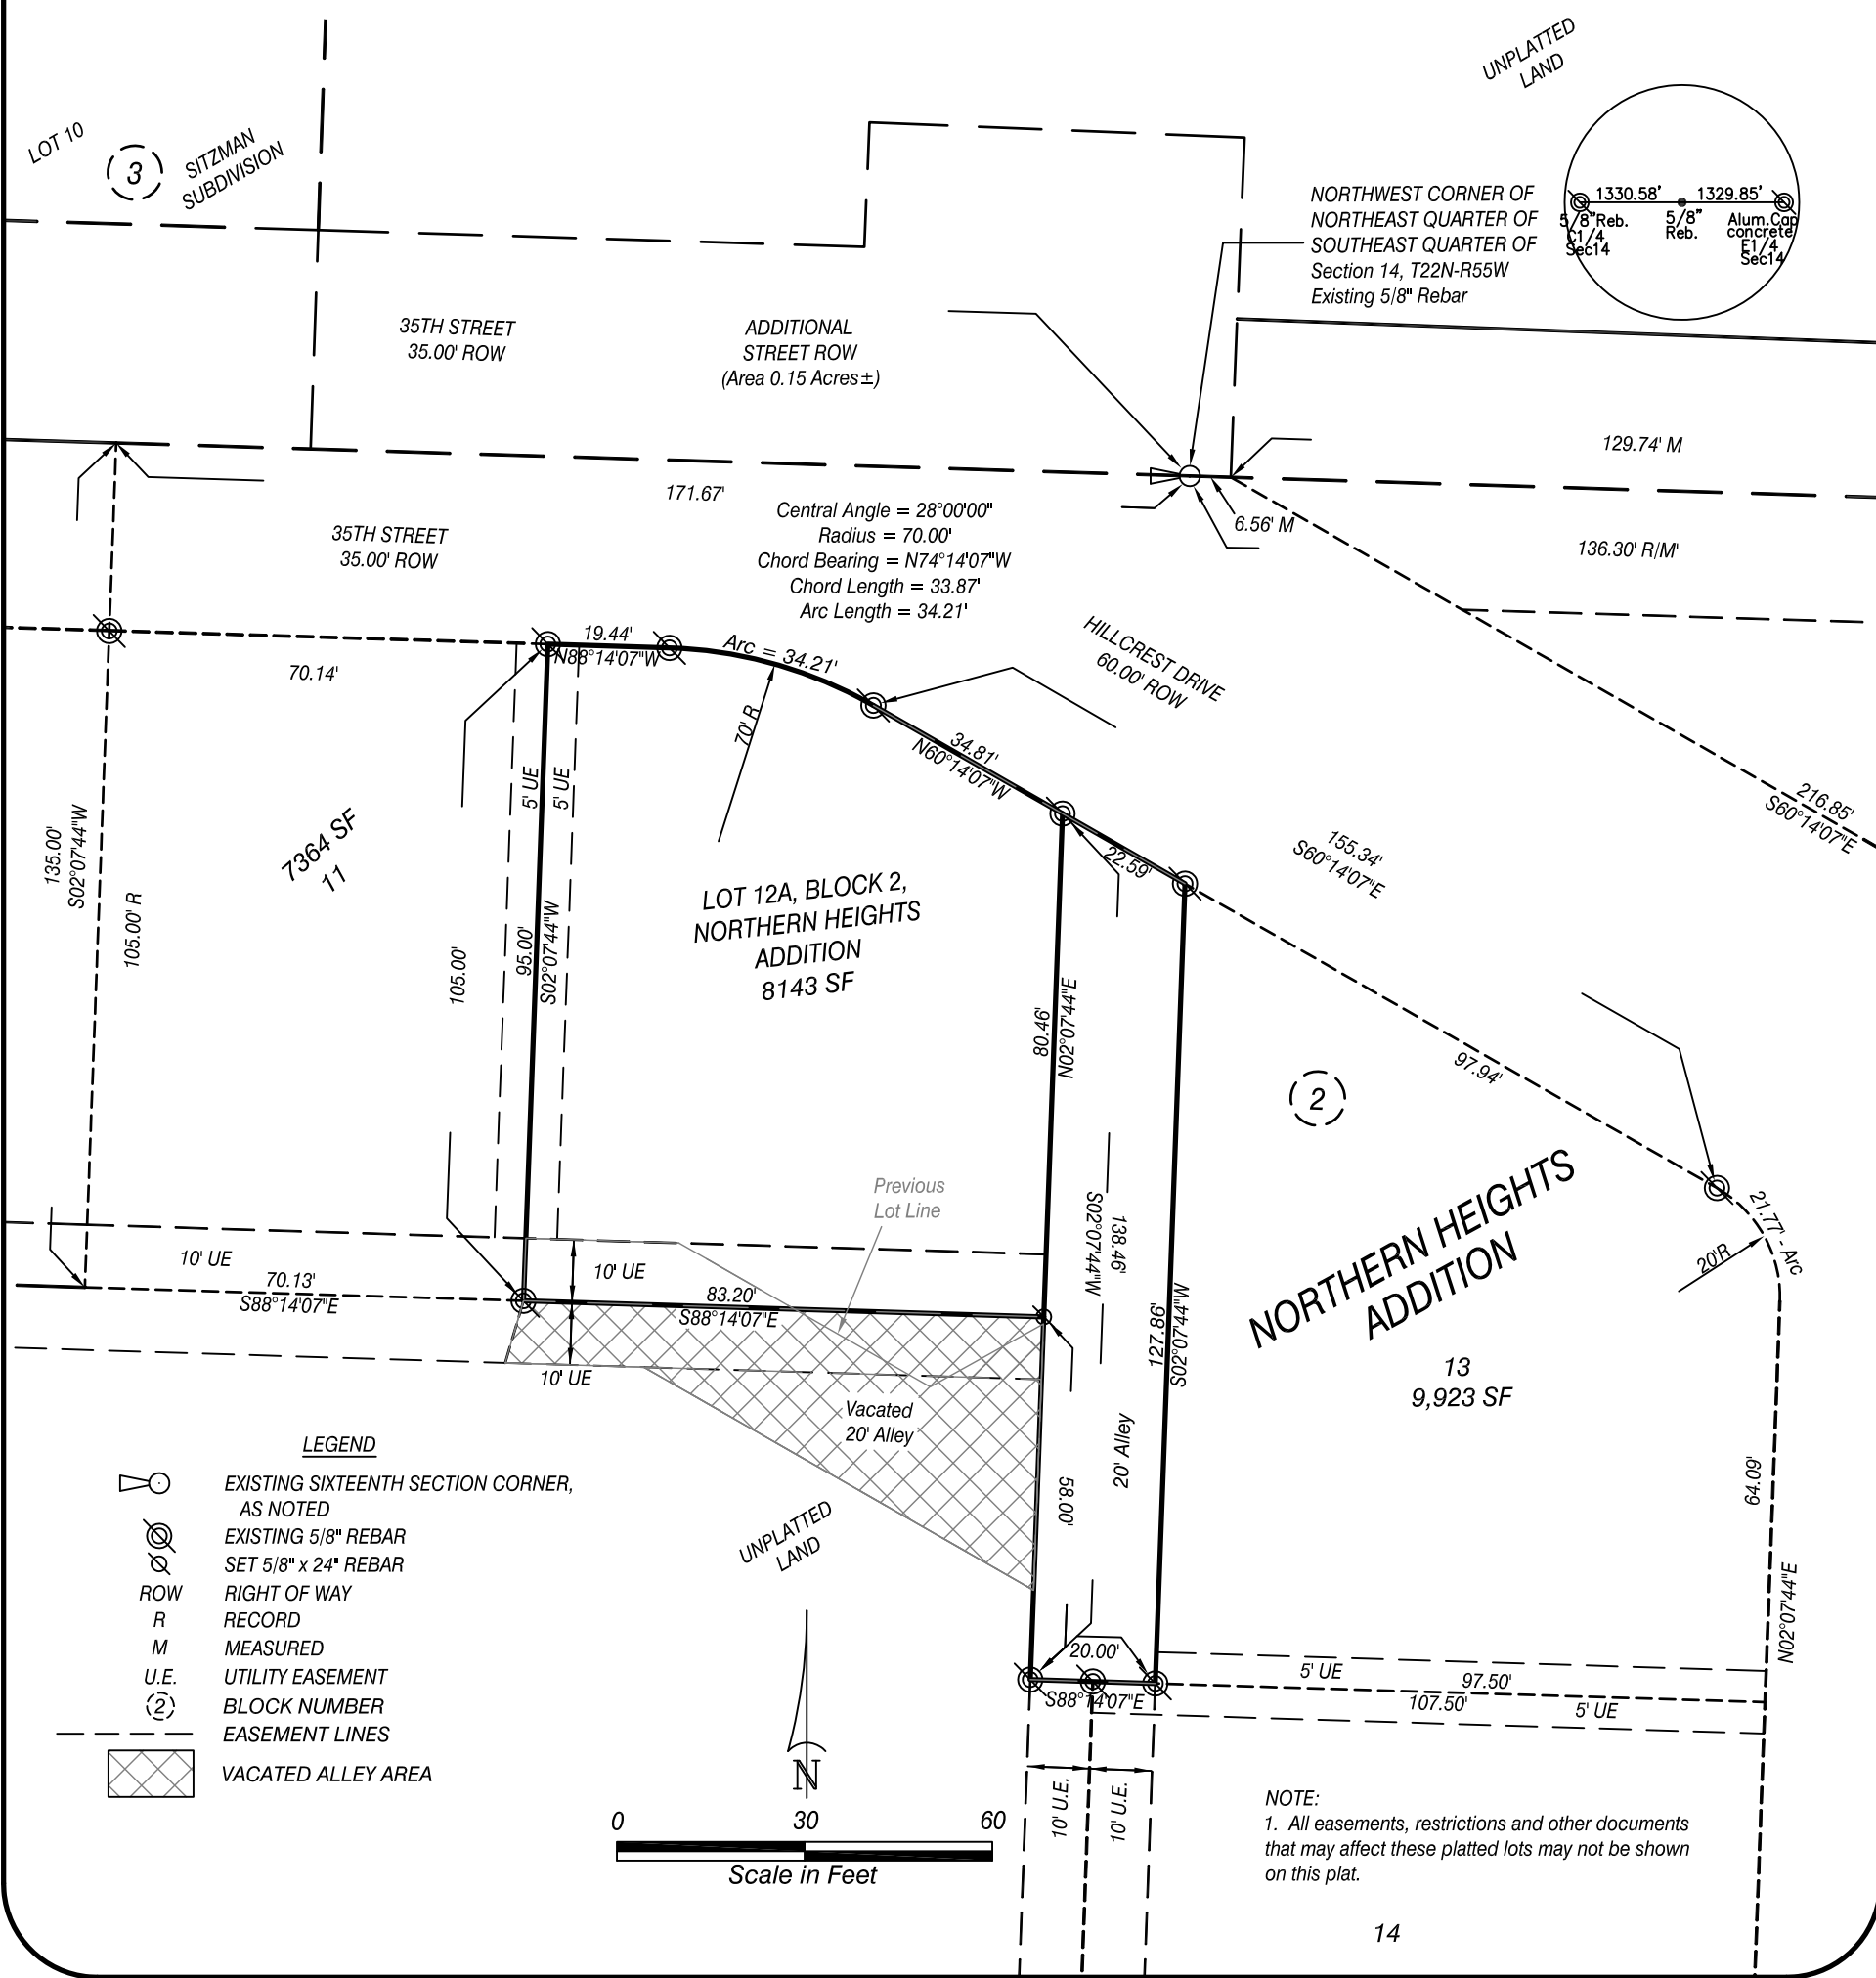 UNPLATTED
LAND
LOT 10
3
SITZMAN
SUBDIVISION
NORTHWEST CORNER OF
NORTHEAST QUARTER OF
SOUTHEAST QUARTER OF
Section 14, T22N-R55W
Existing 5/8" Rebar
1330.58'
1329.85'
5/8"Reb.
C1/4
Sec14
5/8"
Reb.
Alum.Cap
concrete
E1/4
Sec14
35TH STREET
35.00' ROW
ADDITIONAL
STREET ROW
(Area 0.15 Acres±)
129.74' M
171.67'
6.56' M
136.30' R/M'
35TH STREET
35.00' ROW
Central Angle = 28°00'00"
Radius = 70.00'
Chord Bearing = N74°14'07"W
Chord Length = 33.87'
Arc Length = 34.21'
19.44'
N88°14'07"W
Arc = 34.21'
70' R
70.14'
HILLCREST DRIVE
60.00' ROW
34.81'
N60°14'07"W
22.59'
155.34'
S60°14'07"E
216.85'
S60°14'07"E
135.00'
S02°07'44"W
105.00' R
7364 SF
11
105.00'
5' UE
5' UE
95.00'
S02°07'44"W
LOT 12A, BLOCK 2,
NORTHERN HEIGHTS
ADDITION
8143 SF
80.46'
N02°07'44"E
97.94'
2
NORTHERN HEIGHTS
ADDITION
21.77' - Arc
20'R
Previous
Lot Line
138.46'
S02°07'44"W
127.86'
S02°07'44"W
10' UE
70.13'
S88°14'07"E
10' UE
83.20'
S88°14'07"E
10' UE
13
9,923 SF
Vacated
20' Alley
20' Alley
58.00'
64.09'
N02°07'44"E
UNPLATTED
LAND
LEGEND
EXISTING SIXTEENTH SECTION CORNER,
AS NOTED
EXISTING 5/8" REBAR
SET 5/8" x 24" REBAR
ROW RIGHT OF WAY
R RECORD
M MEASURED
U.E. UTILITY EASEMENT
2 BLOCK NUMBER
EASEMENT LINES
VACATED ALLEY AREA
N
20.00'
S88°14'07"E
5' UE
97.50'
107.50'
5' UE
10' U.E.
10' U.E.
0 30 60
Scale in Feet
NOTE:
1. All easements, restrictions and other documents
that may affect these platted lots may not be shown
on this plat.
14